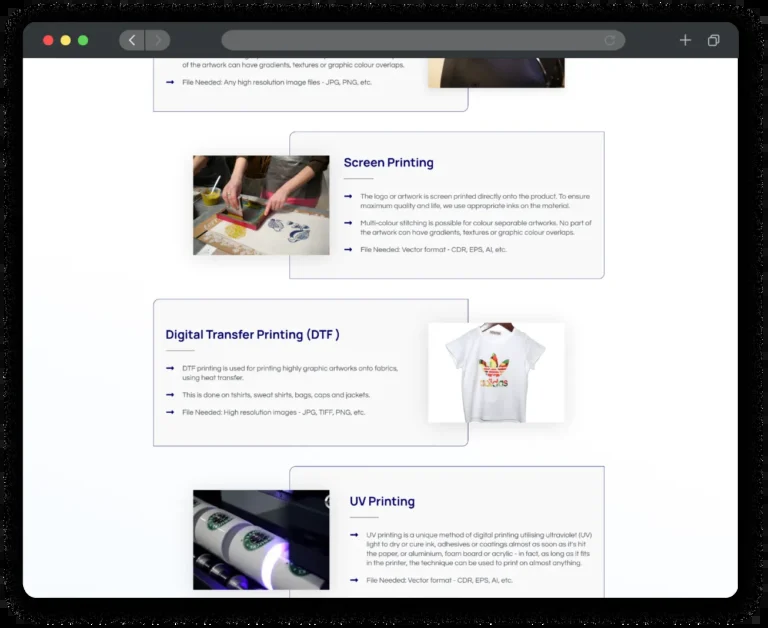 of the artwork can have gradients, textures or graphic colour overlaps.
File Needed: Any high resolution image files - JPG, PNG, etc.
Screen Printing
The logo or artwork is screen printed directly onto the product. To ensure
maximum quality and life, we use appropriate inks on the material.
Multi-colour stitching is possible for colour separable artworks. No part of
the artwork can have gradients, textures or graphic colour overlaps.
File Needed: Vector format - CDR, EPS, AI, etc.
Digital Transfer Printing (DTF )
DTF printing is used for printing highly graphic artworks onto fabrics,
using heat transfer.
This is done on tshirts, sweat shirts, bags, caps and jackets.
File Needed: High resolution images - JPG, TIFF, PNG, etc.
adidas
UV Printing
UV printing is a unique method of digital printing utilising ultraviolet (UV)
light to dry or cure ink, adhesives or coatings almost as soon as it's hit
the paper, or aluminium, foam board or acrylic - in fact, as long as it fits
in the printer, the technique can be used to print on almost anything.
File Needed: Vector format - CDR, EPS, AI, etc.